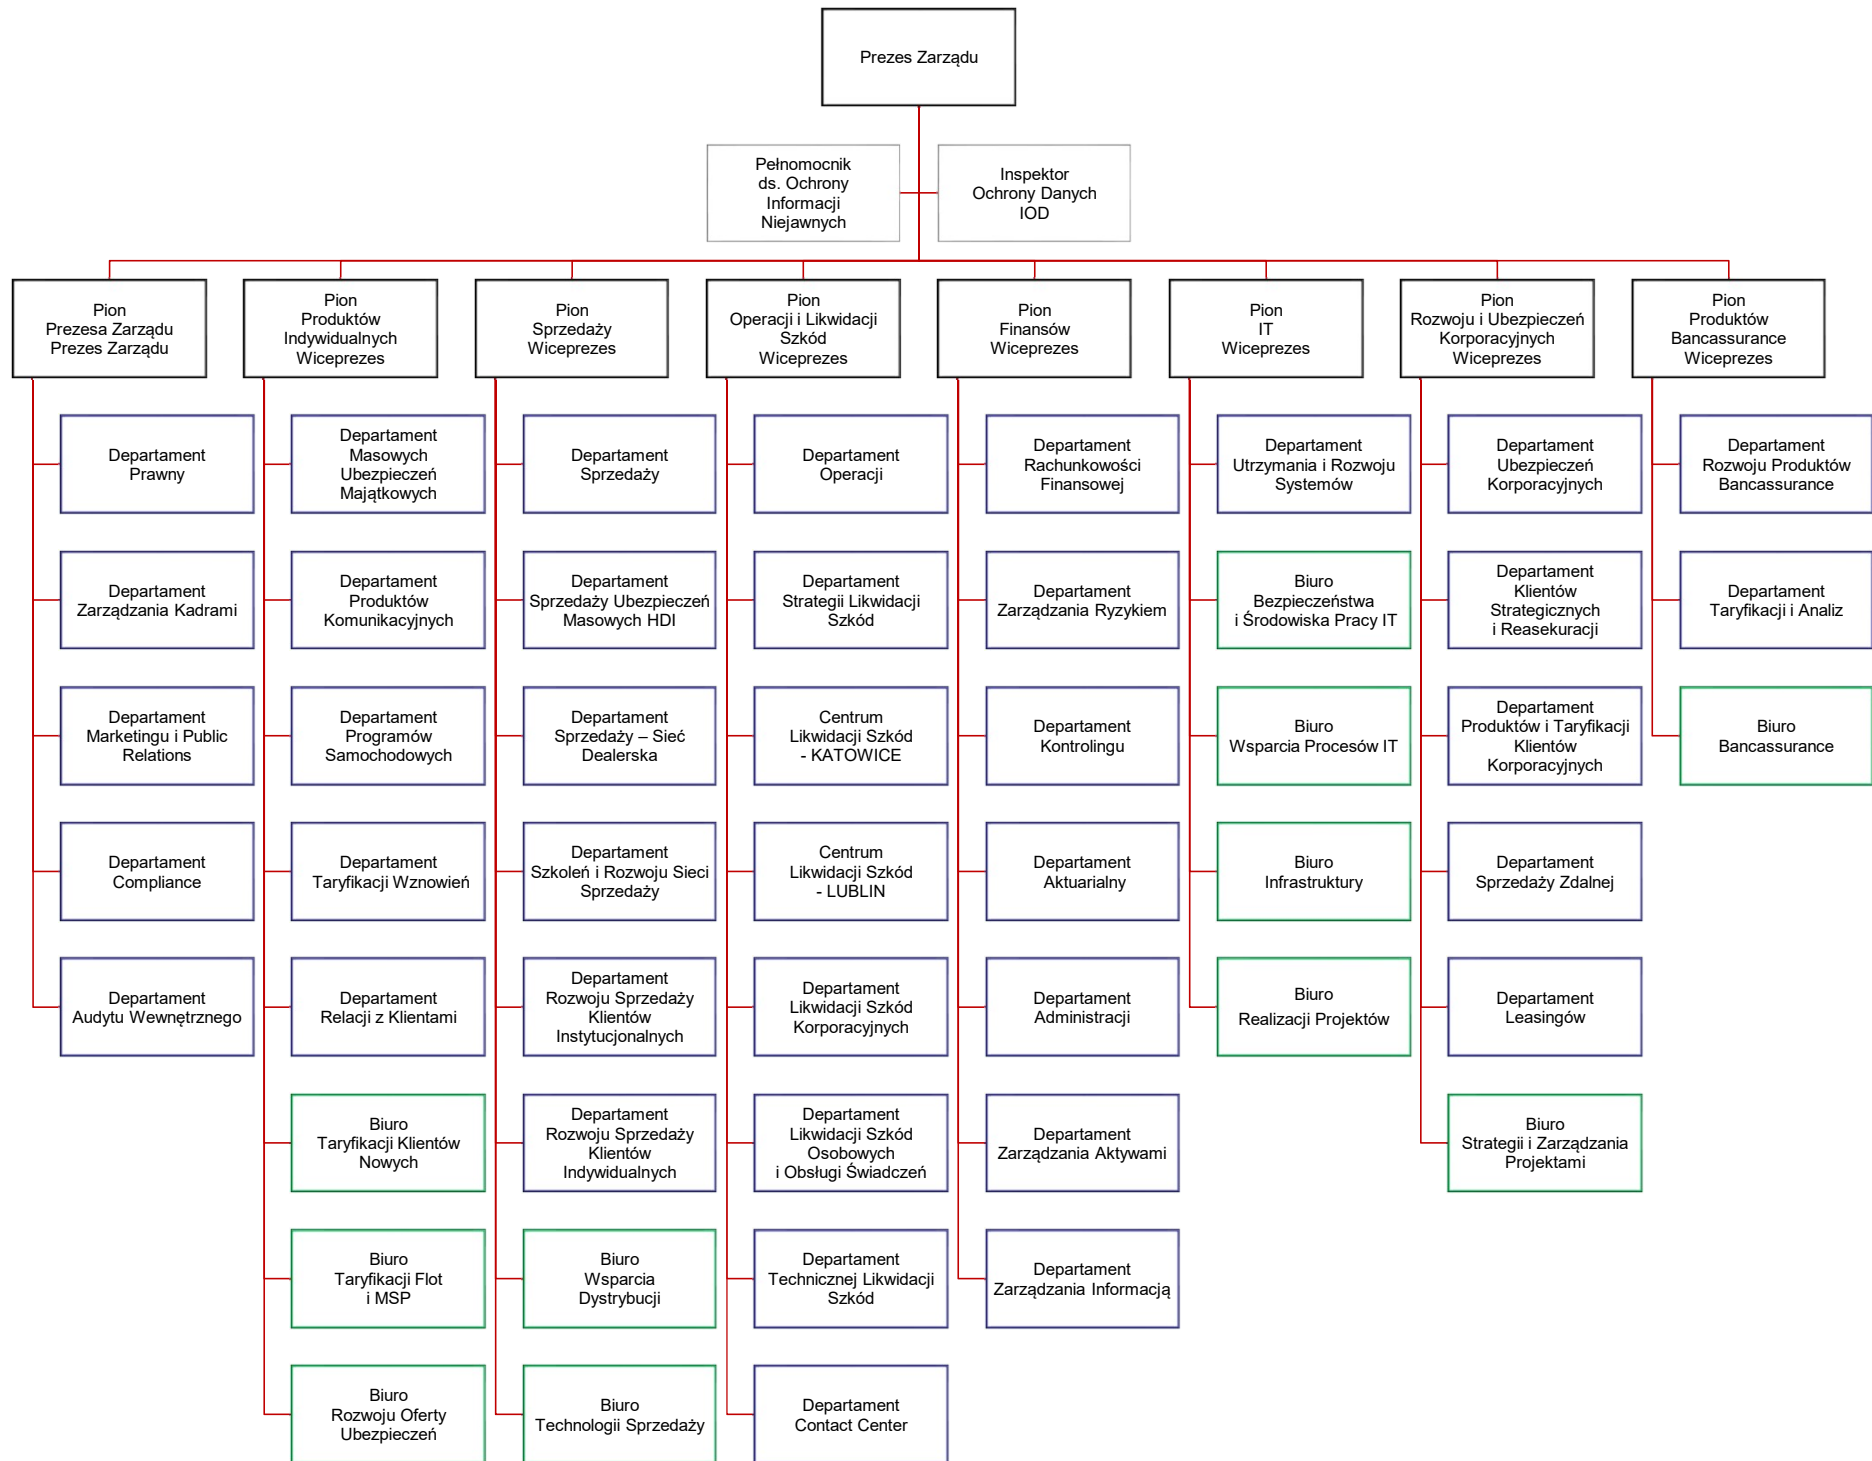 Prezes Zarządu
Pełnomocnik
ds. Ochrony
Informacji
Niejawnych
Inspektor
Ochrony Danych
IOD
Pion
Prezesa Zarządu
Prezes Zarządu
Pion
Produktów
Indywidualnych
Wiceprezes
Pion
Sprzedaży
Wiceprezes
Pion
Operacji i Likwidacji
Szkód
Wiceprezes
Pion
Finansów
Wiceprezes
Pion
IT
Wiceprezes
Pion
Rozwoju i Ubezpieczeń
Korporacyjnych
Wiceprezes
Pion
Produktów
Bancassurance
Wiceprezes
Departament
Prawny
Departament
Masowych
Ubezpieczeń
Majątkowych
Departament
Sprzedaży
Departament
Operacji
Departament
Rachunkowości
Finansowej
Departament
Utrzymania i Rozwoju
Systemów
Departament
Ubezpieczeń
Korporacyjnych
Departament
Rozwoju Produktów
Bancassurance
Departament
Zarządzania Kadrami
Departament
Produktów
Komunikacyjnych
Departament
Sprzedaży Ubezpieczeń
Masowych HDI
Departament
Strategii Likwidacji
Szkód
Departament
Zarządzania Ryzykiem
Biuro
Bezpieczeństwa
i Środowiska Pracy IT
Departament
Klientów
Strategicznych
i Reasekuracji
Departament
Taryfikacji i Analiz
Departament
Marketingu i Public
Relations
Departament
Programów
Samochodowych
Departament
Sprzedaży – Sieć
Dealerska
Centrum
Likwidacji Szkód
- KATOWICE
Departament
Kontrolingu
Biuro
Wsparcia Procesów IT
Departament
Produktów i Taryfikacji
Klientów
Korporacyjnych
Biuro
Bancassurance
Departament
Compliance
Departament
Taryfikacji Wznowień
Departament
Szkoleń i Rozwoju Sieci
Sprzedaży
Centrum
Likwidacji Szkód
- LUBLIN
Departament
Aktuarialny
Biuro
Infrastruktury
Departament
Sprzedaży Zdalnej
Departament
Audytu Wewnętrznego
Departament
Relacji z Klientami
Departament
Rozwoju Sprzedaży
Klientów
Instytucjonalnych
Departament
Likwidacji Szkód
Korporacyjnych
Departament
Administracji
Biuro
Realizacji Projektów
Departament
Leasingów
Biuro
Taryfikacji Klientów
Nowych
Departament
Rozwoju Sprzedaży
Klientów
Indywidualnych
Departament
Likwidacji Szkód
Osobowych
i Obsługi Świadczeń
Departament
Zarządzania Aktywami
Biuro
Strategii i Zarządzania
Projektami
Biuro
Taryfikacji Flot
i MSP
Biuro
Wsparcia
Dystrybucji
Departament
Technicznej Likwidacji
Szkód
Departament
Zarządzania Informacją
Biuro
Rozwoju Oferty
Ubezpieczeń
Biuro
Technologii Sprzedaży
Departament
Contact Center